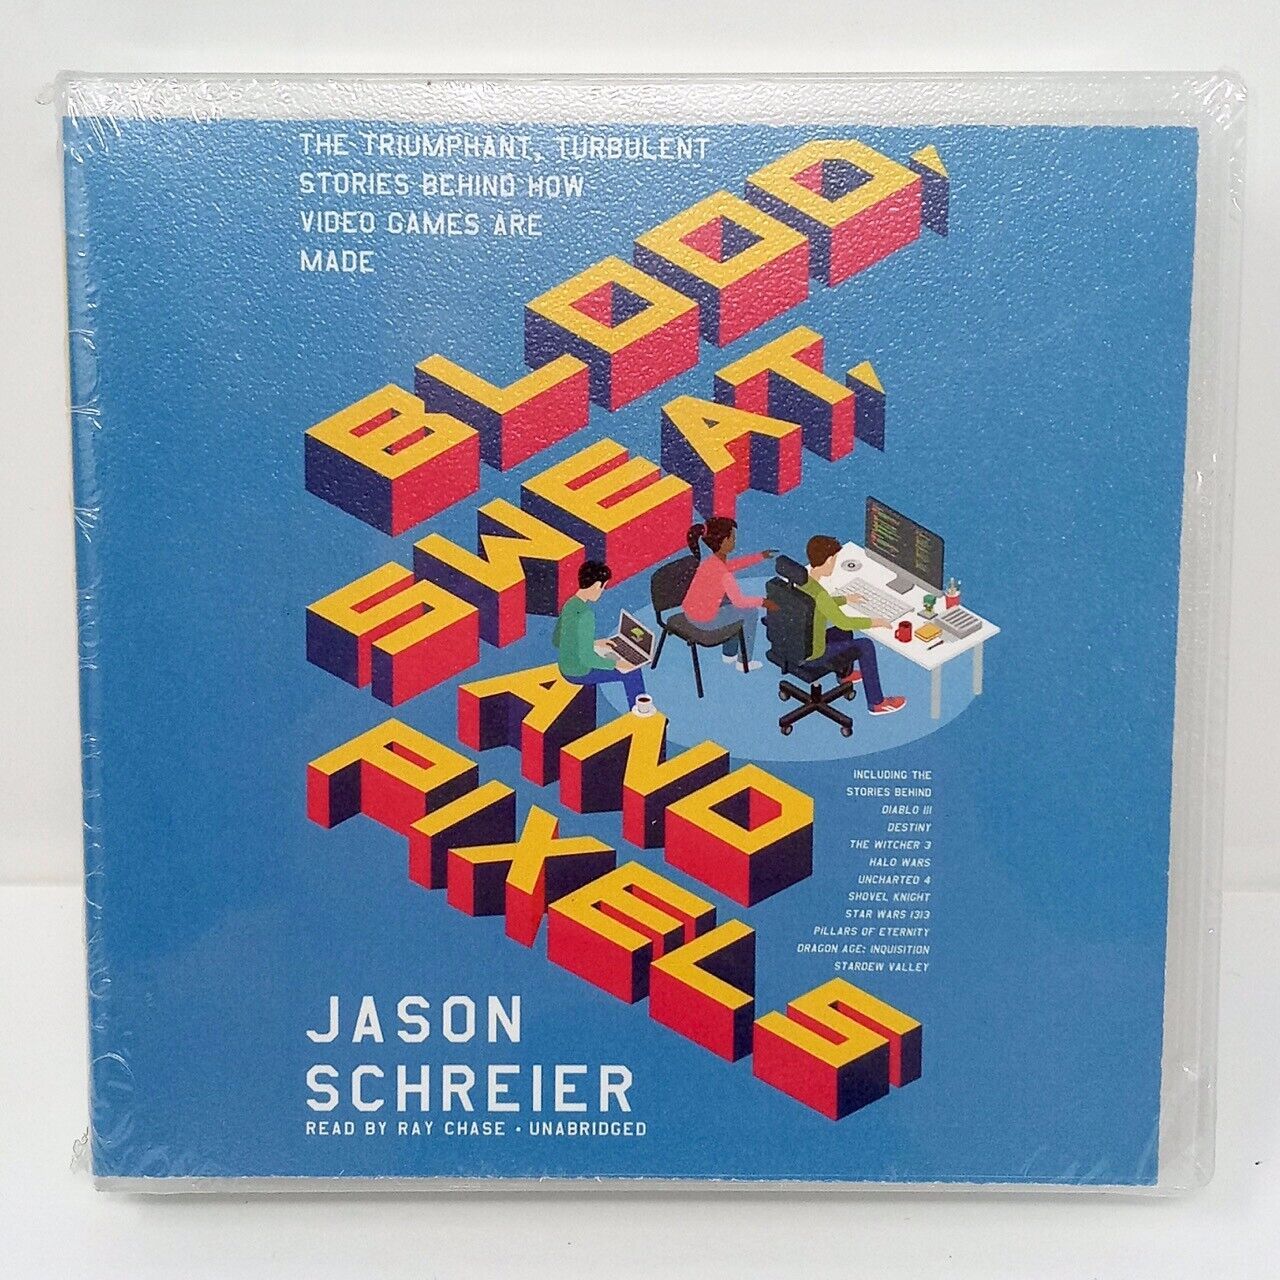 THE TRIUMPHANT, TURBULENT
STORIES BEHIND HOW
VIDEO GAMES ARE
MADE
BLOOD,
SWEAT,
AND
PIXELS
INCLUDING THE
STORIES BEHIND
DIABLO III
DESTINY
THE WITCHER 3
HALO WARS
UNCHARTED 4
SHOVEL KNIGHT
STAR WARS 1313
PILLARS OF ETERNITY
DRAGON AGE: INQUISITION
STARDEW VALLEY
JASON
SCHREIER
READ BY RAY CHASE • UNABRIDGED